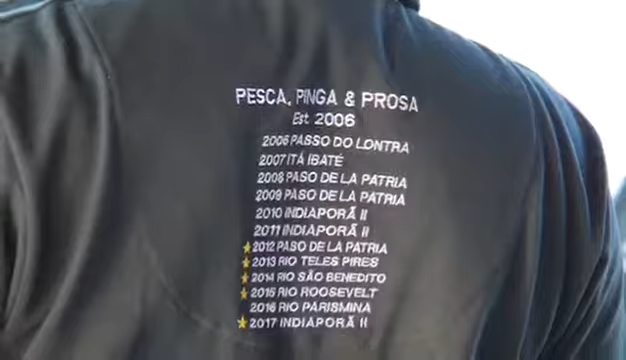 PESCA, PINGA & PROSA
Est 2006
2006 PASSO DO LONTRA
2007 ITÁ IBATÉ
2008 PASO DE LA PATRIA
2009 PASO DE LA PATRIA
2010 INDIAPORÃ II
2011 INDIAPORÃ II
★2012 PASO DE LA PATRIA
★2013 RIO TELES PIRES
★2014 RIO SÃO BENEDITO
★2015 RIO ROOSEVELT
2016 RIO PARISMINA
★2017 INDIAPORÃ II